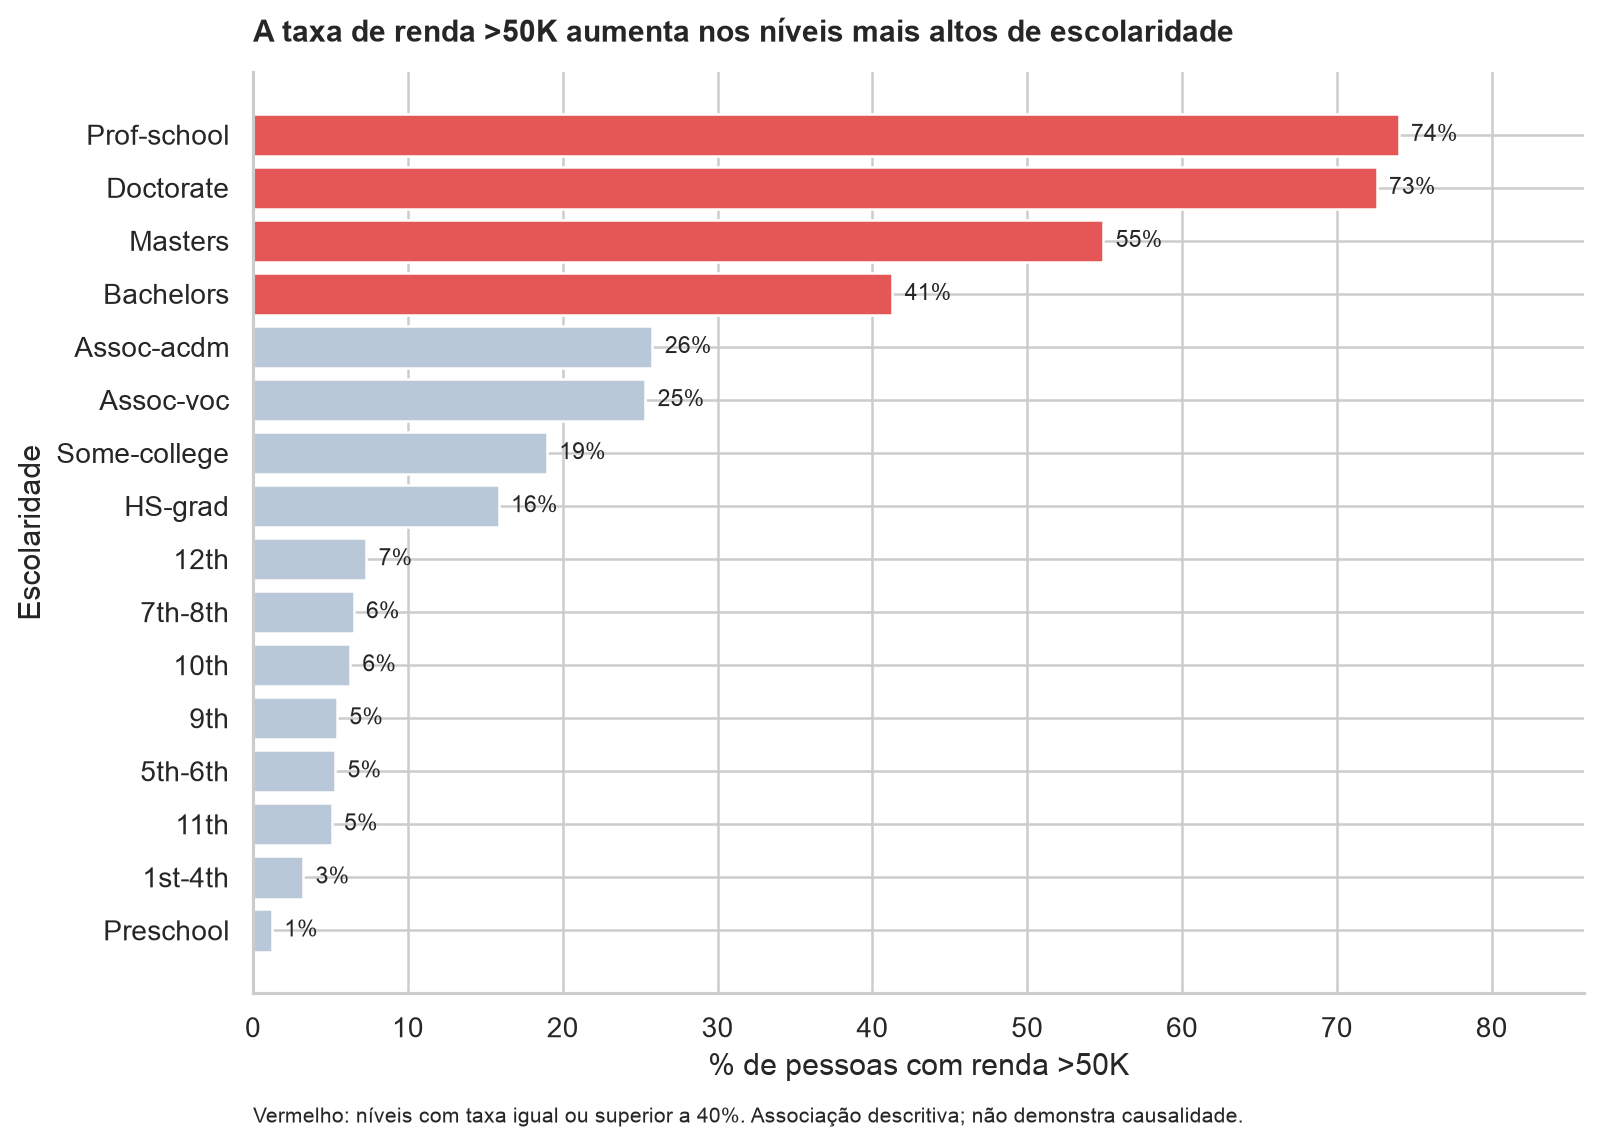 A taxa de renda >50K aumenta nos níveis mais altos de escolaridade
Prof-school 74%
Doctorate 73%
Masters 55%
Bachelors 41%
Assoc-acdm 26%
Assoc-voc 25%
Some-college 19%
HS-grad 16%
12th 7%
7th-8th 6%
10th 6%
9th 5%
5th-6th 5%
11th 5%
1st-4th 3%
Preschool 1%
Escolaridade
0 10 20 30 40 50 60 70 80
% de pessoas com renda >50K
Vermelho: níveis com taxa igual ou superior a 40%. Associação descritiva; não demonstra causalidade.